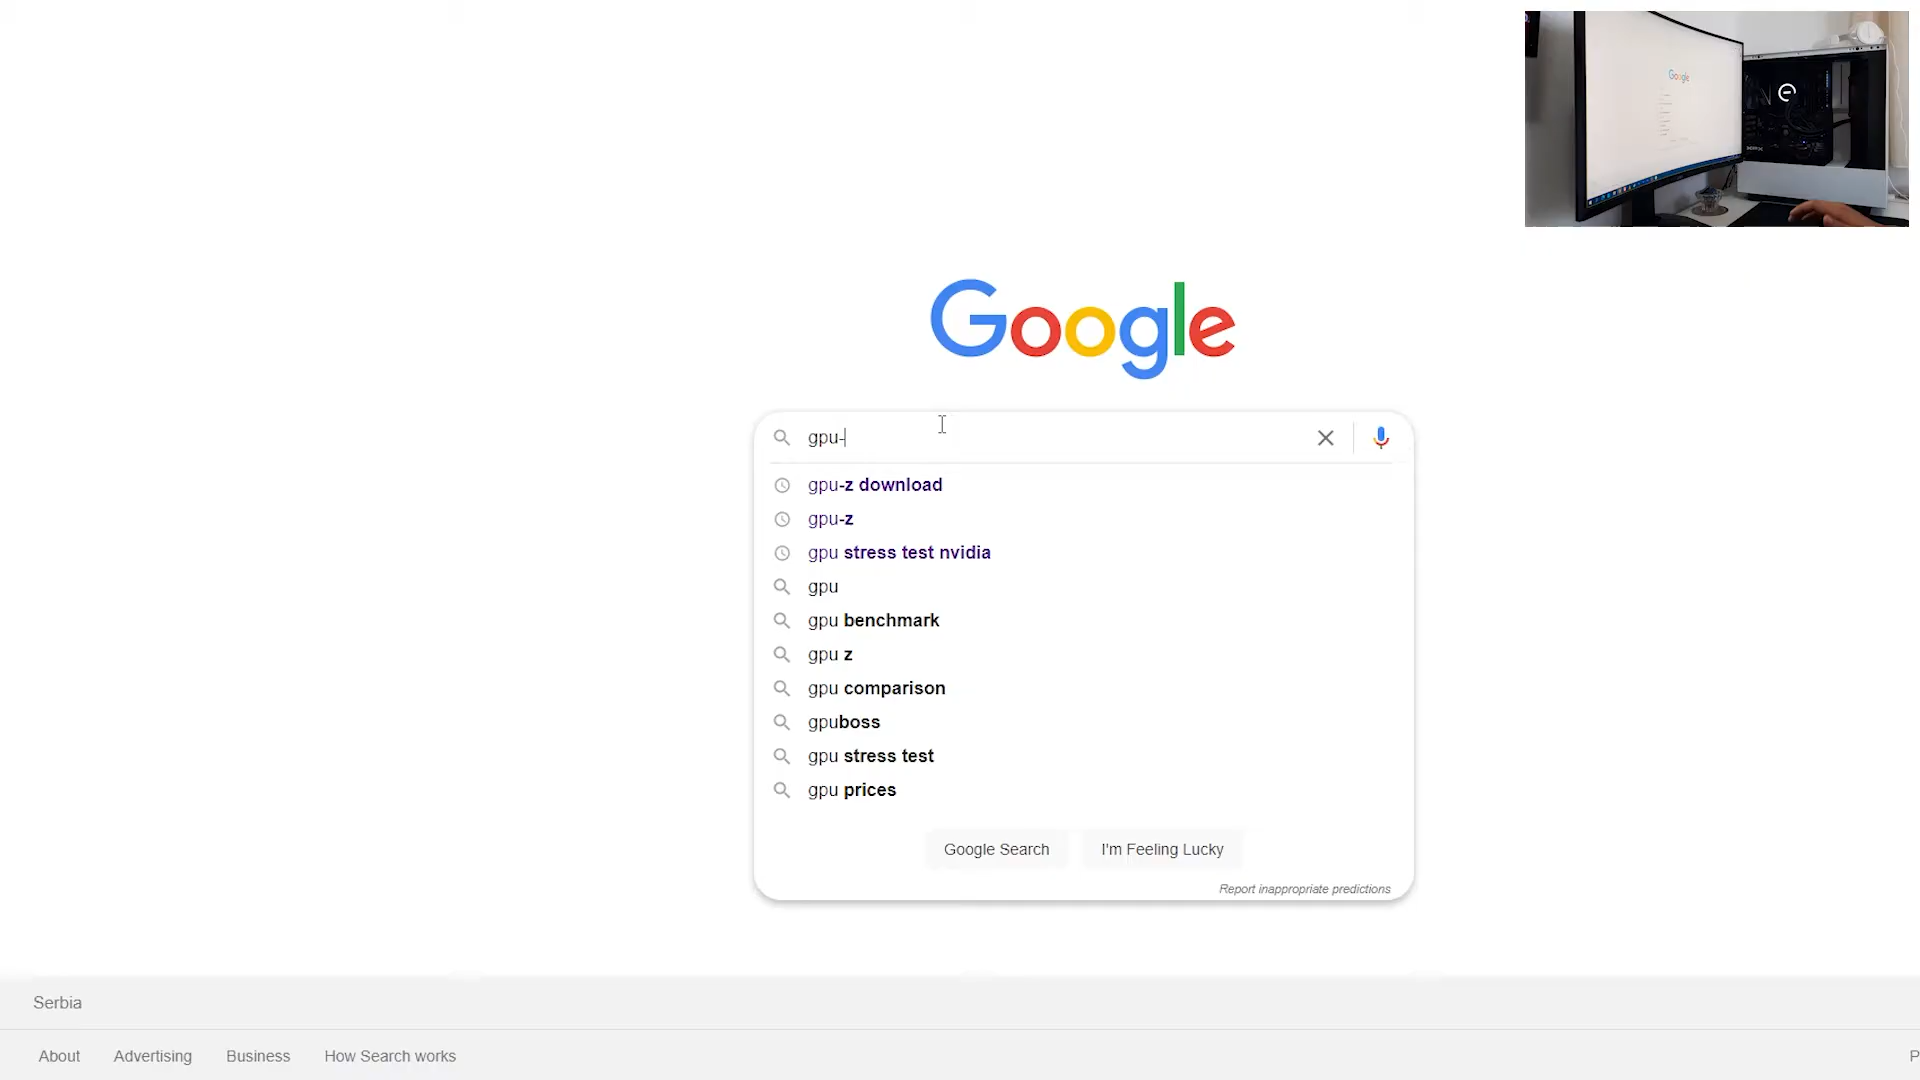 Google
Google
gpu-
gpu-z download
gpu-z
gpu stress test nvidia
gpu
gpu benchmark
gpu z
gpu comparison
gpuboss
gpu stress test
gpu prices
Google Search
I'm Feeling Lucky
Report inappropriate predictions
Serbia
About
Advertising
Business
How Search works
P